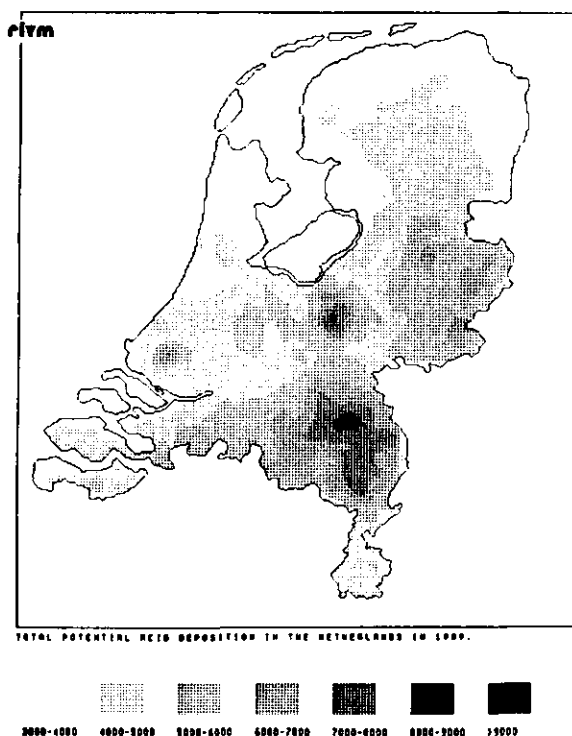 rivm
TOTAL POTENTIAL ACID DEPOSITION IN THE NETHERLANDS IN 1989.
3000-4000 4000-5000 5000-6000 6000-7000 7000-8000 8000-9000 >9000